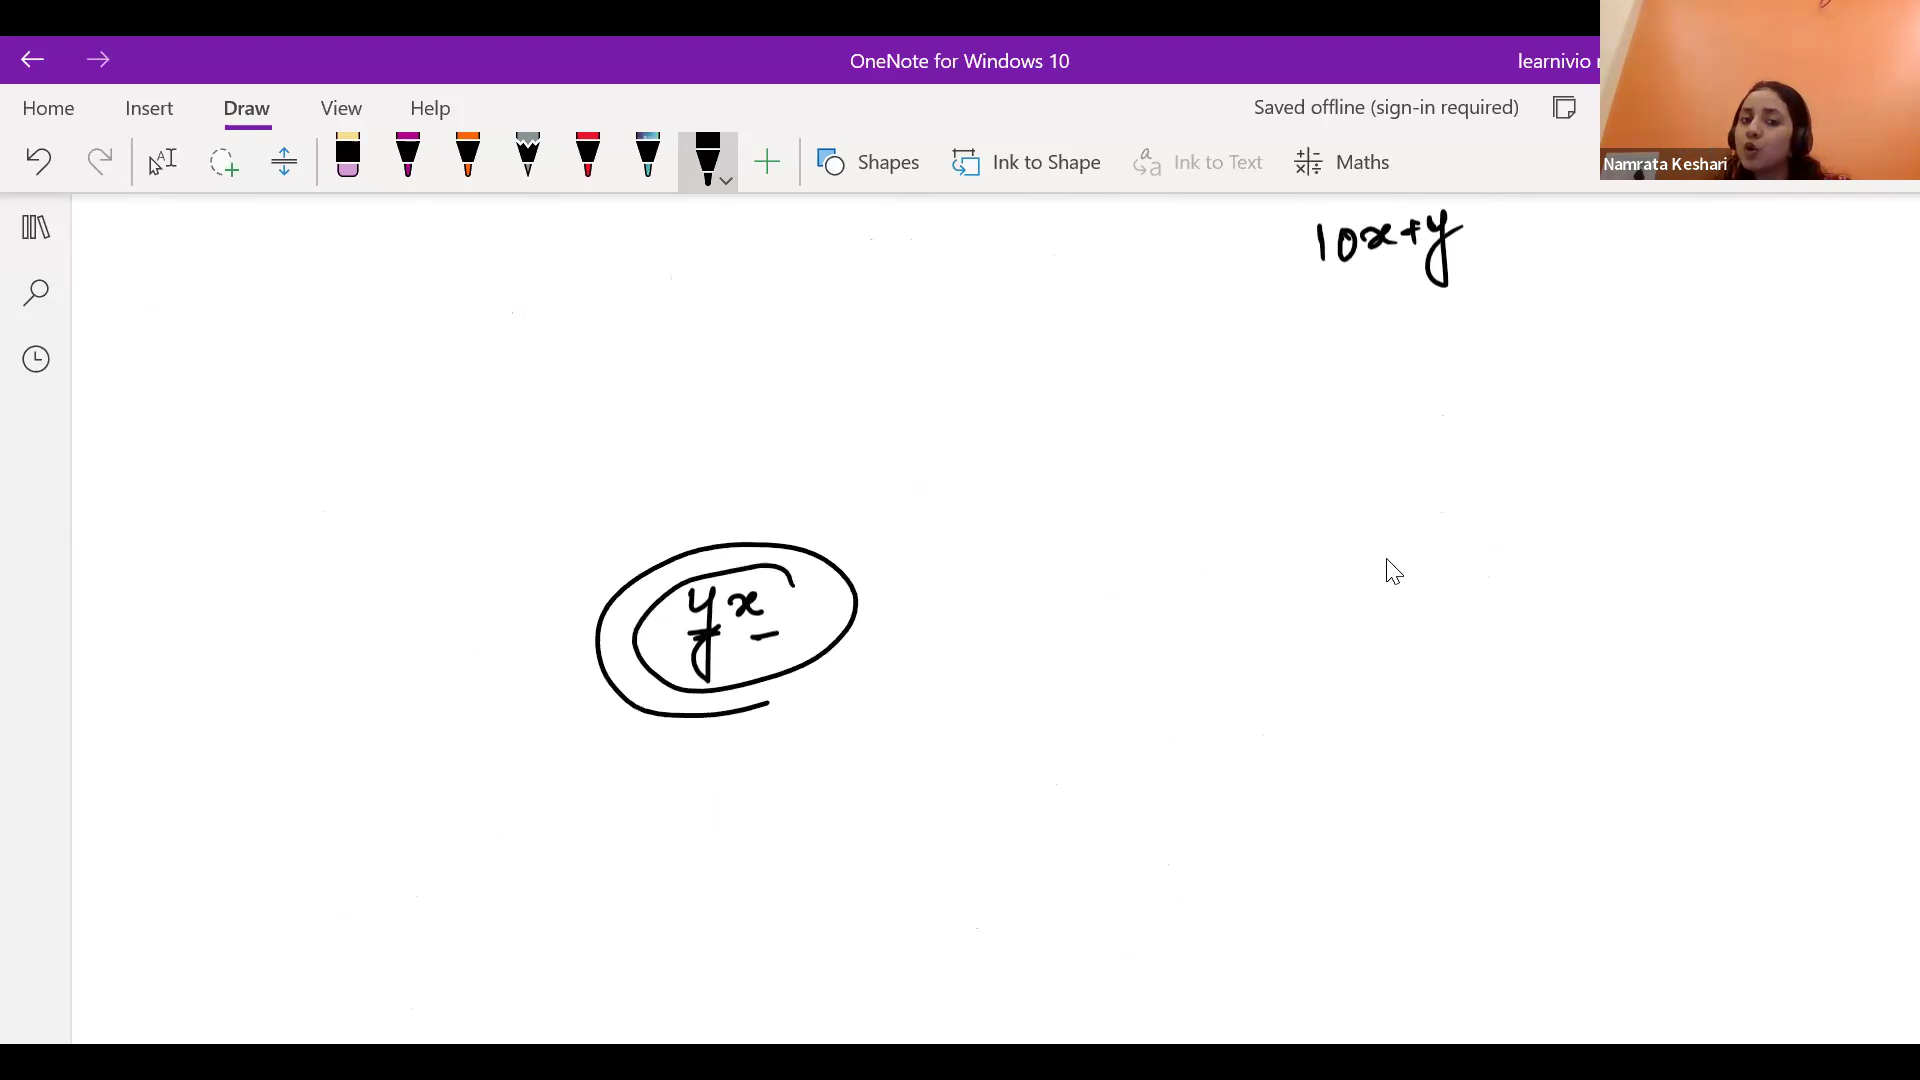 OneNote for Windows 10
learnivio
Home Insert Draw View Help
Saved offline (sign-in required)
Shapes Ink to Shape Ink to Text Maths
Namrata Keshari
10x+y
yx